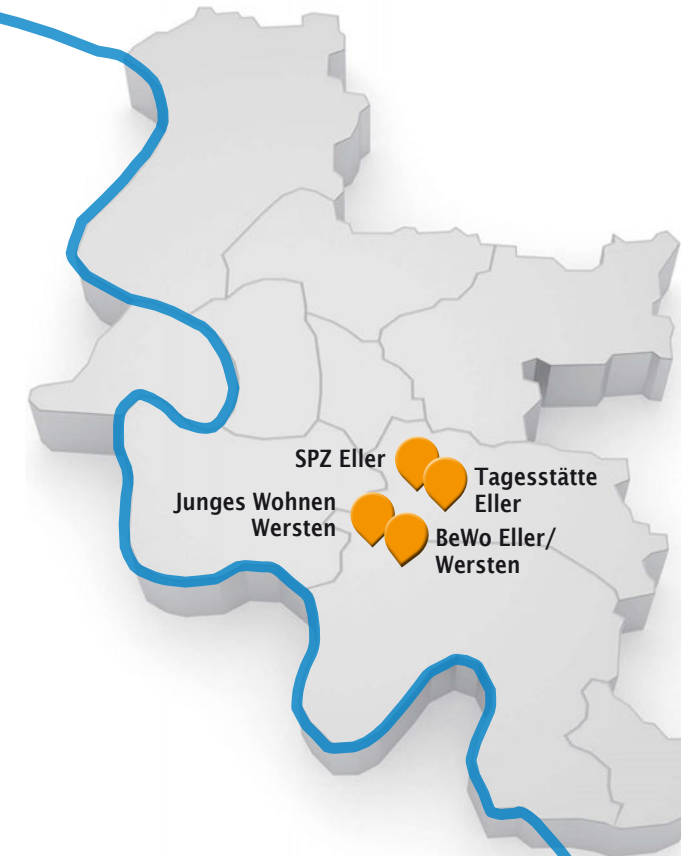 SPZ Eller
Tagesstätte
Eller
Junges Wohnen
Wersten
BeWo Eller/
Wersten